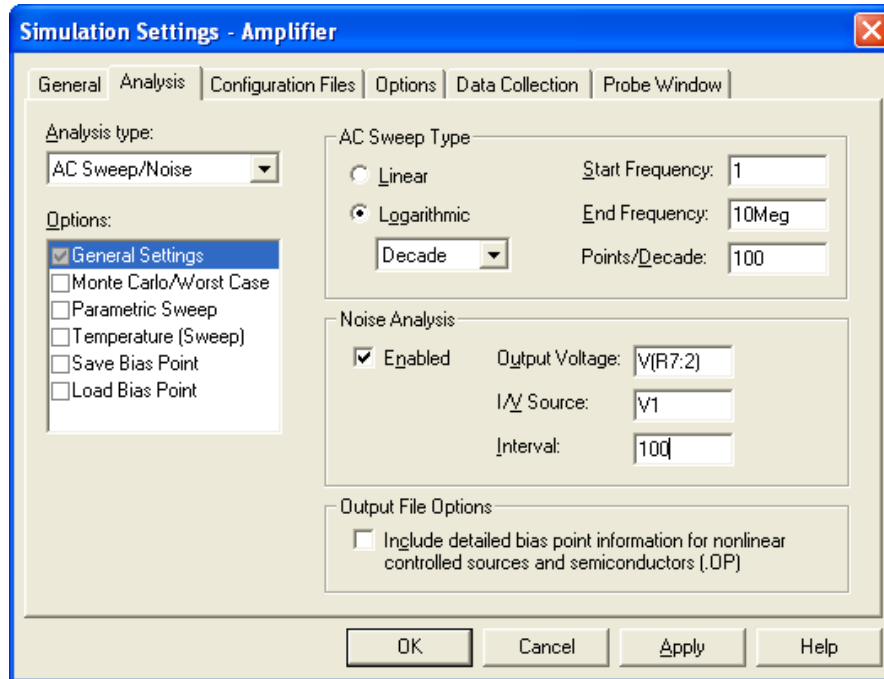 Simulation Settings - Amplifier
General Analysis Configuration Files Options Data Collection Probe Window
Analysis type:
AC Sweep/Noise
Options:
General Settings
Monte Carlo/Worst Case
Parametric Sweep
Temperature (Sweep)
Save Bias Point
Load Bias Point
AC Sweep Type
Linear
Logarithmic
Decade
Start Frequency: 1
End Frequency: 10Meg
Points/Decade: 100
Noise Analysis
Enabled
Output Voltage: V(R7:2)
I/V Source: V1
Interval: 100
Output File Options
Include detailed bias point information for nonlinear
controlled sources and semiconductors (.OP)
OK Cancel Apply Help